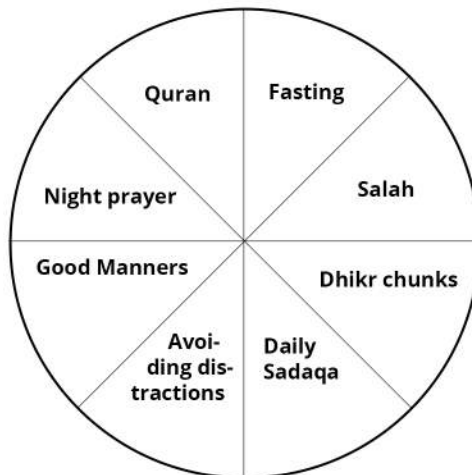 Quran
Fasting
Night prayer
Salah
Good Manners
Dhikr chunks
Avoi-
ding dis-
tractions
Daily
Sadaqa